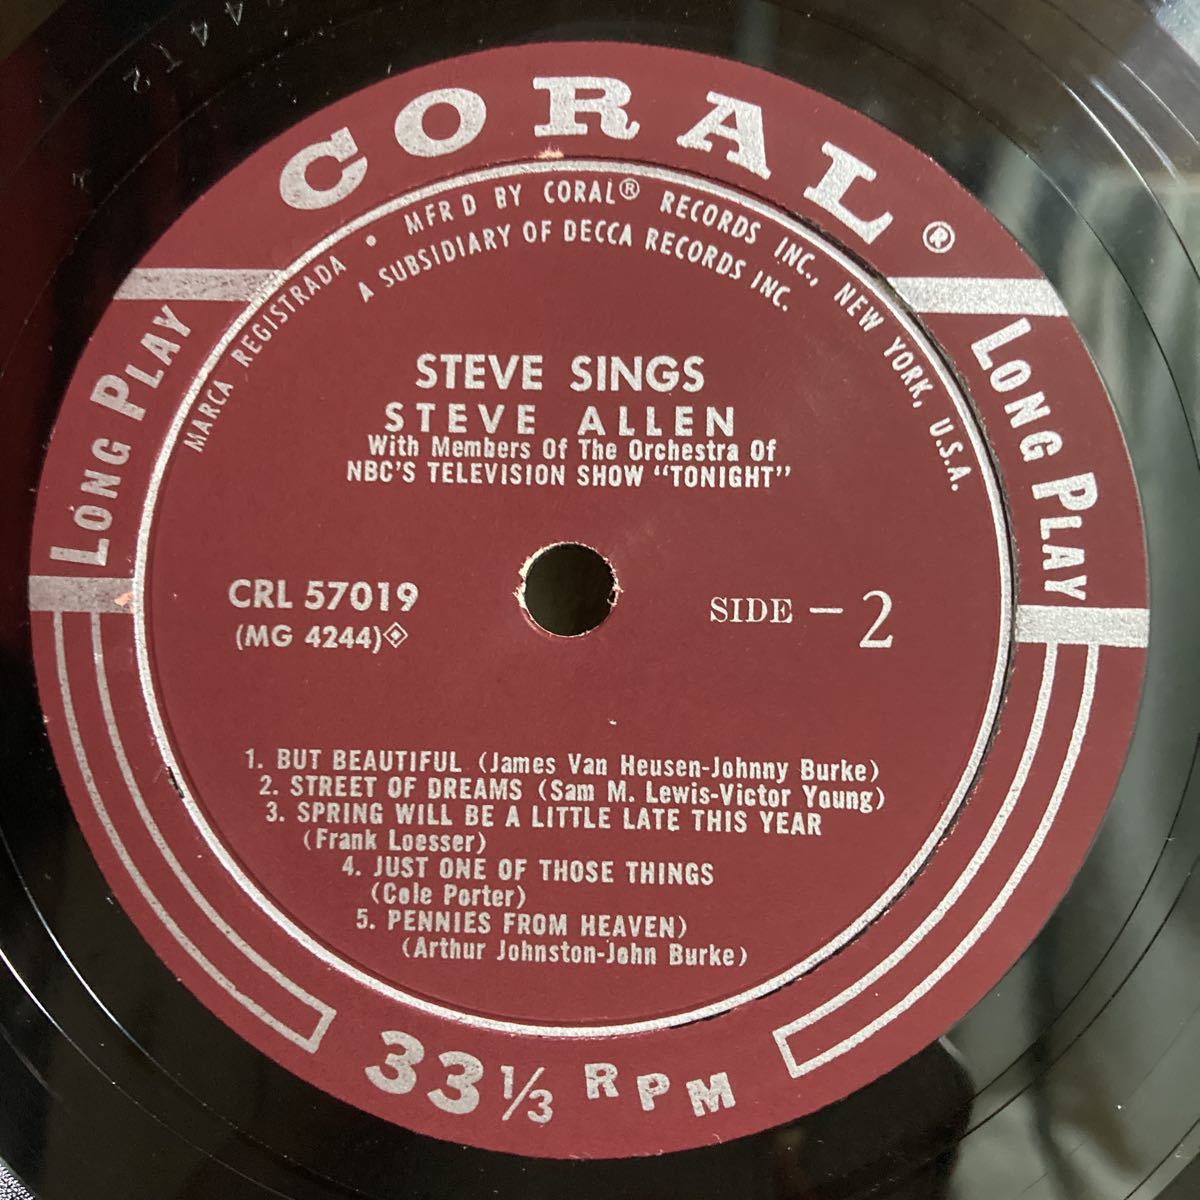 CORAL®
MARCA REGISTRADA • MFR'D BY CORAL® RECORDS INC., NEW YORK, U.S.A.
A SUBSIDIARY OF DECCA RECORDS INC.
LONG PLAY
LONG PLAY
STEVE SINGS
STEVE ALLEN
With Members Of The Orchestra Of
NBC'S TELEVISION SHOW “TONIGHT”
CRL 57019
(MG 4244)
SIDE - 2
1. BUT BEAUTIFUL (James Van Heusen-Johnny Burke)
2. STREET OF DREAMS (Sam M. Lewis-Victor Young)
3. SPRING WILL BE A LITTLE LATE THIS YEAR
(Frank Loesser)
4. JUST ONE OF THOSE THINGS
(Cole Porter)
5. PENNIES FROM HEAVEN)
(Arthur Johnston-John Burke)
33 1/3 RPM